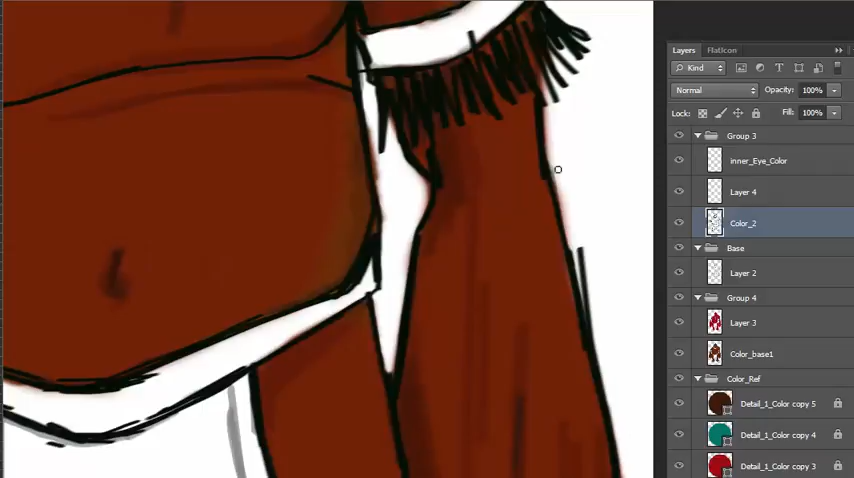 Layers FlatIcon
Kind
Normal Opacity: 100%
Lock: Fill: 100%
Group 3
inner_Eye_Color
Layer 4
Color_2
Base
Layer 2
Group 4
Layer 3
Color_base1
Color_Ref
Detail_1_Color copy 5
Detail_1_Color copy 4
Detail_1_Color copy 3